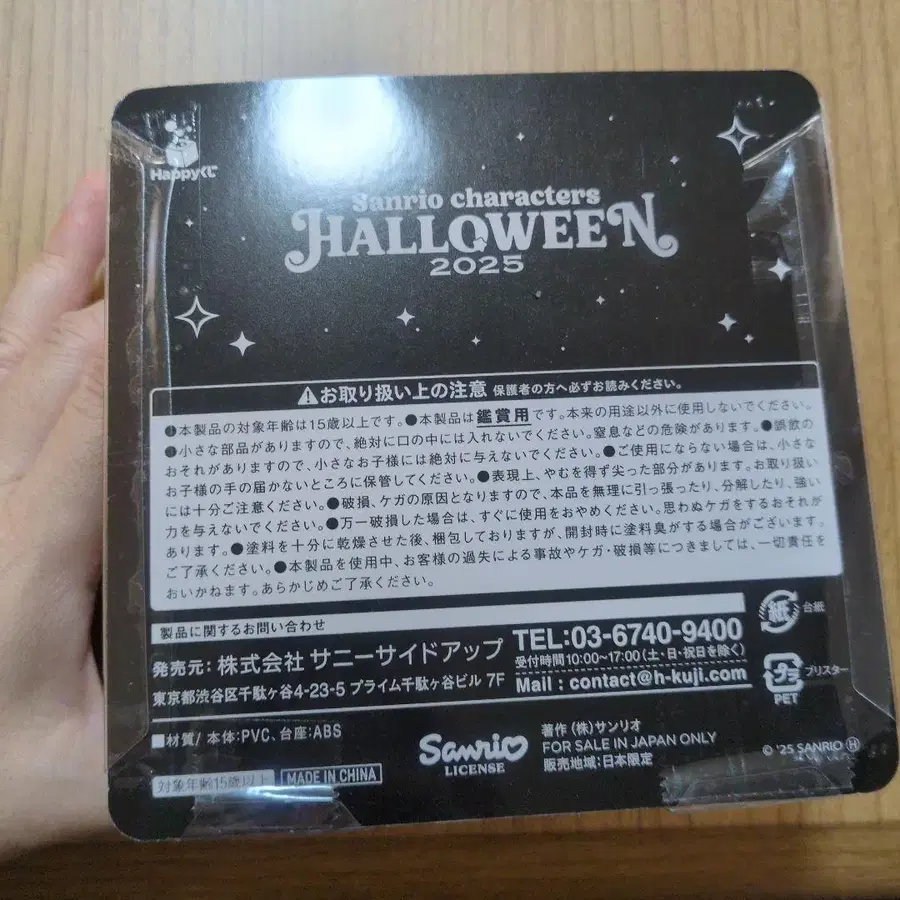 Happyくじ
Sanrio characters
HALLOWEEN
2025
お取り扱い上の注意 保護者の方へ必ずお読みください。
●本製品の対象年齢は15歳以上です。●本製品は鑑賞用です。本来の用途以外に使用しないでください。
●小さな部品がありますので、絶対に口の中には入れないでください。窒息などの危険があります。●誤飲の
おそれがありますので、小さなお子様には絶対に与えないでください。●ご使用にならない場合は、小さな
お子様の手の届かないところに保管してください。●表現上、やむを得ず尖った部分があります。お取り扱い
には十分ご注意ください。●破損、ケガの原因となりますので、本品を無理に引っ張ったり、分解したり、強い
力を与えないでください。●万一破損した場合は、すぐに使用をおやめください。思わぬケガをするおそれが
あります。●塗料を十分に乾燥させた後、梱包しておりますが、開封時に塗料臭がする場合がございます。
ご了承ください。●本製品を使用中、お客様の過失による事故やケガ・破損等につきましては、一切責任を
おいかねます。あらかじめご了承ください。
製品に関するお問い合わせ
発売元:株式会社 サニーサイドアップ
東京都渋谷区千駄ヶ谷4-23-5 プライム千駄ヶ谷ビル 7F
TEL:03-6740-9400
受付時間10:00~17:00(土・日・祝日を除く)
Mail : contact@h-kuji.com
紙 台紙
プラ ブリスター
PET
■材質/ 本体:PVC、台座:ABS
対象年齢15歳以上 MADE IN CHINA
Sanrio
LICENSE
著作 (株)サンリオ
FOR SALE IN JAPAN ONLY
販売地域:日本限定
© '25 SANRIO Ⓗ